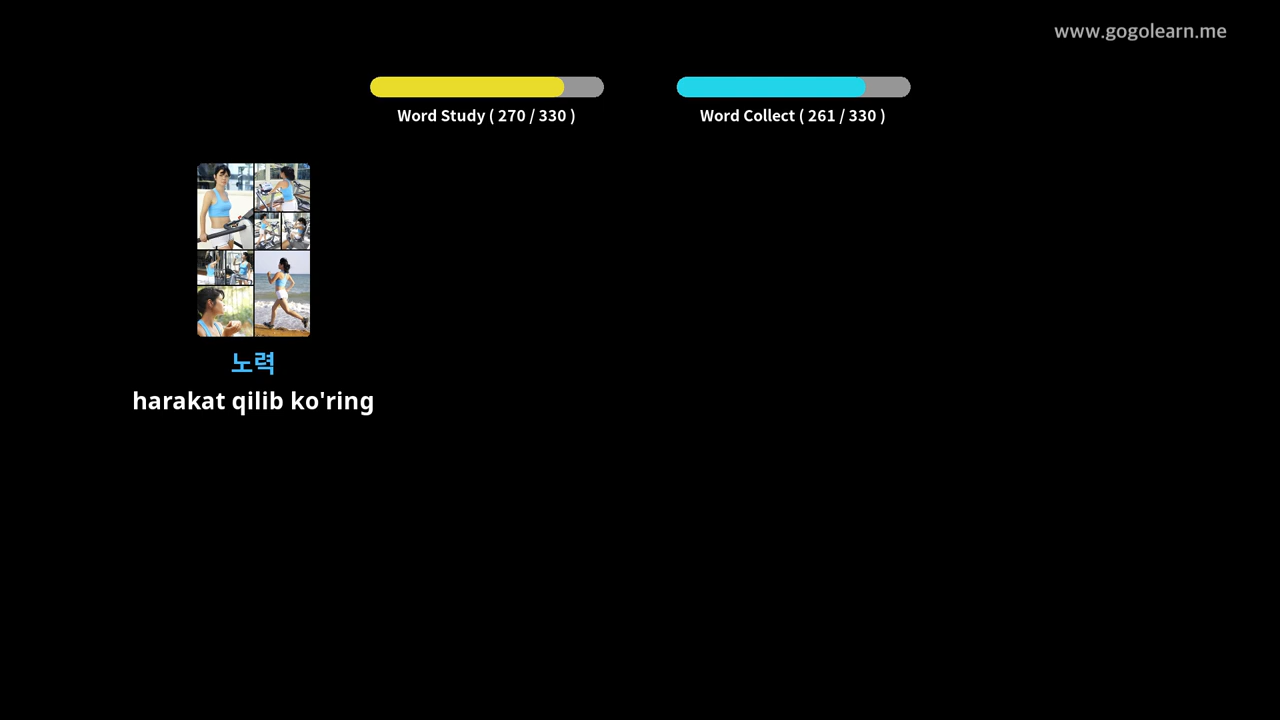 www.gogolearn.me
Word Study ( 270 / 330 )
Word Collect ( 261 / 330 )
노력
harakat qilib ko'ring